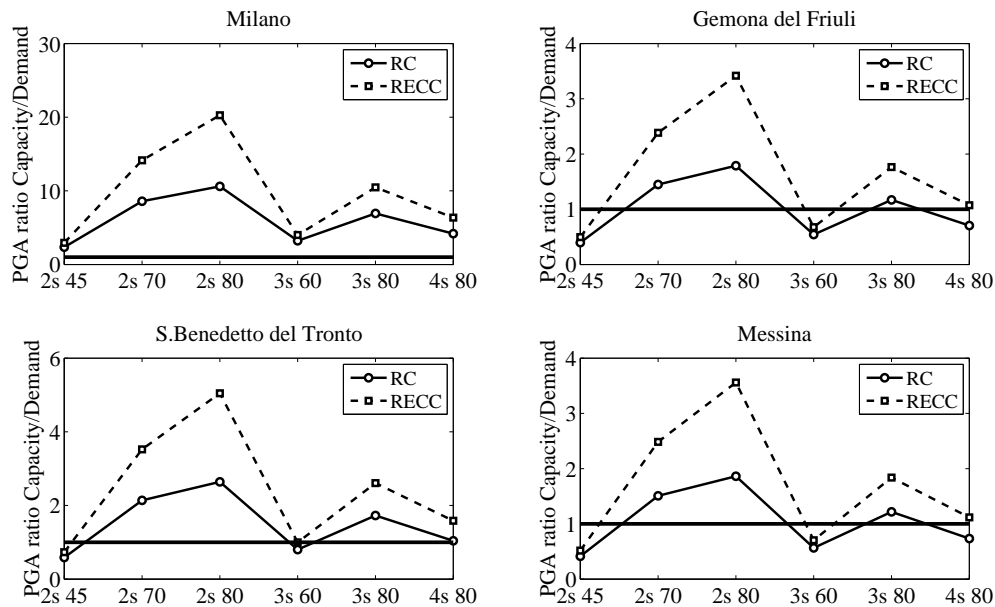 Milano
PGA ratio Capacity/Demand
30
20
10
0
RC
RECC
2s 45 2s 70 2s 80 3s 60 3s 80 4s 80
Gemona del Friuli
PGA ratio Capacity/Demand
4
3
2
1
0
RC
RECC
2s 45 2s 70 2s 80 3s 60 3s 80 4s 80
S.Benedetto del Tronto
PGA ratio Capacity/Demand
6
4
2
0
RC
RECC
2s 45 2s 70 2s 80 3s 60 3s 80 4s 80
Messina
PGA ratio Capacity/Demand
4
3
2
1
0
RC
RECC
2s 45 2s 70 2s 80 3s 60 3s 80 4s 80